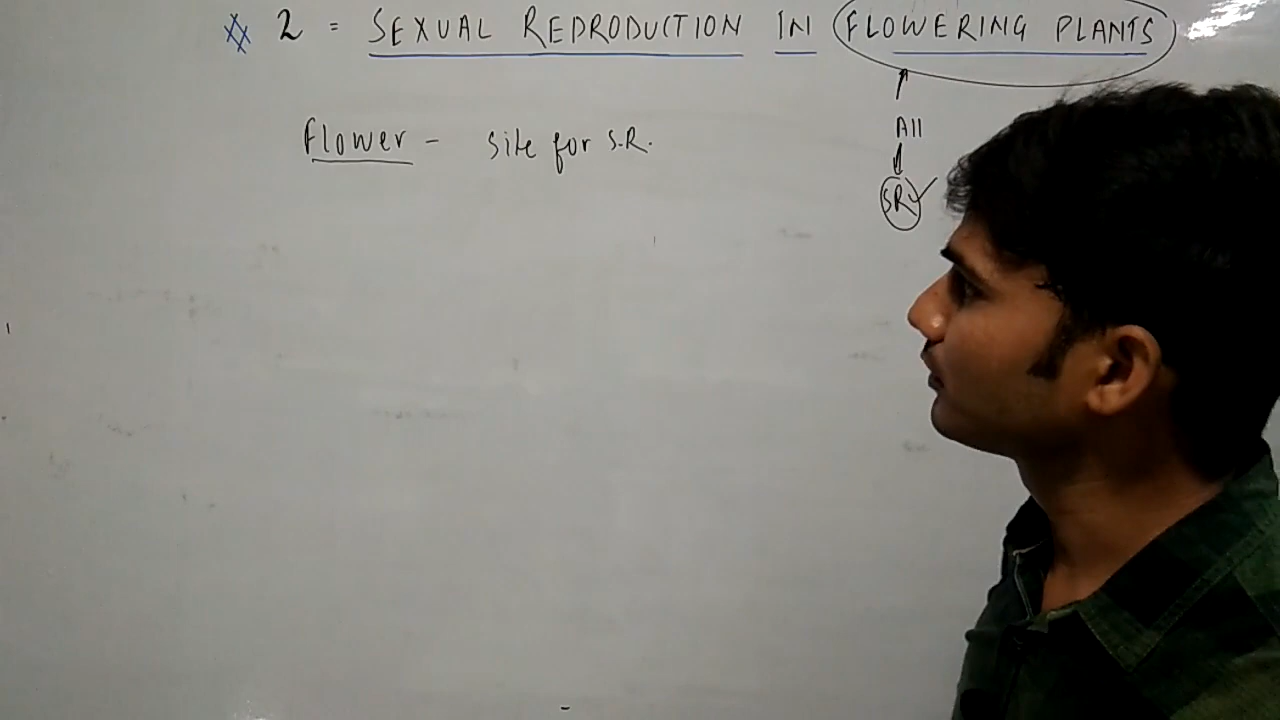 2 = SEXUAL REPRODUCTION IN FLOWERING PLANTS
Flower - Site for S.R.
All
SR